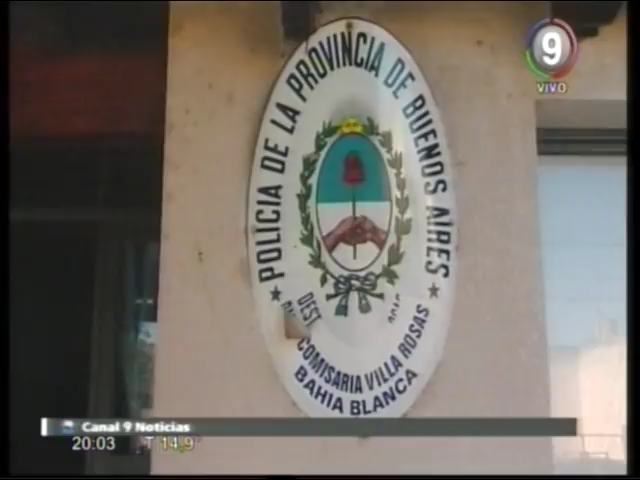 9
VIVO
POLICIA DE LA PROVINCIA DE BUENOS AIRES
DEST
COMISARIA VILLA ROSAS
BAHIA BLANCA
Canal 9 Noticias
20:03 T 14.9°